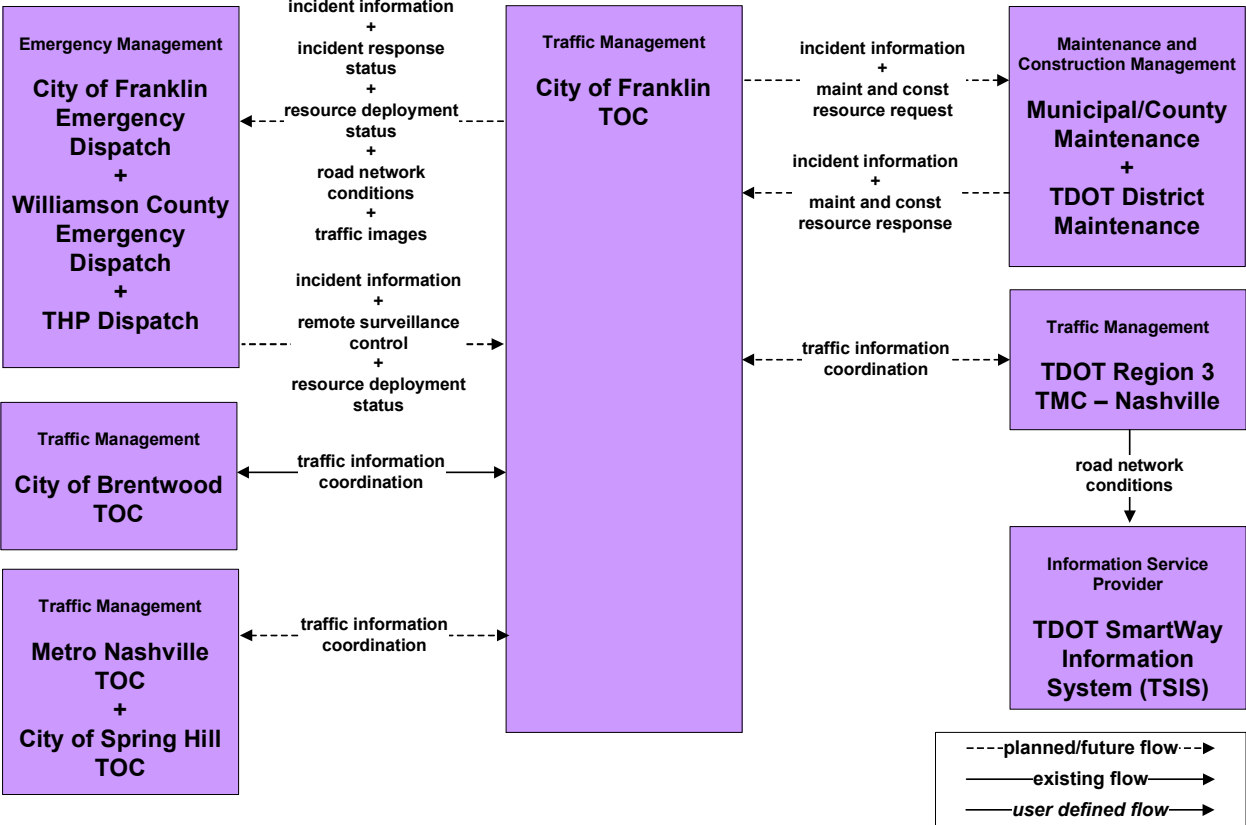 Emergency Management
City of Franklin
Emergency
Dispatch
+
Williamson County
Emergency
Dispatch
+
THP Dispatch
incident information
+
incident response
status
+
resource deployment
status
+
road network
conditions
+
traffic images
incident information
+
remote surveillance
control
+
resource deployment
status
Traffic Management
City of Franklin
TOC
incident information
+
maint and const
resource request
incident information
+
maint and const
resource response
Maintenance and
Construction Management
Municipal/County
Maintenance
+
TDOT District
Maintenance
traffic information
coordination
Traffic Management
TDOT Region 3
TMC – Nashville
Traffic Management
City of Brentwood
TOC
traffic information
coordination
road network
conditions
Traffic Management
Metro Nashville
TOC
+
City of Spring Hill
TOC
traffic information
coordination
Information Service
Provider
TDOT SmartWay
Information
System (TSIS)
planned/future flow
existing flow
user defined flow